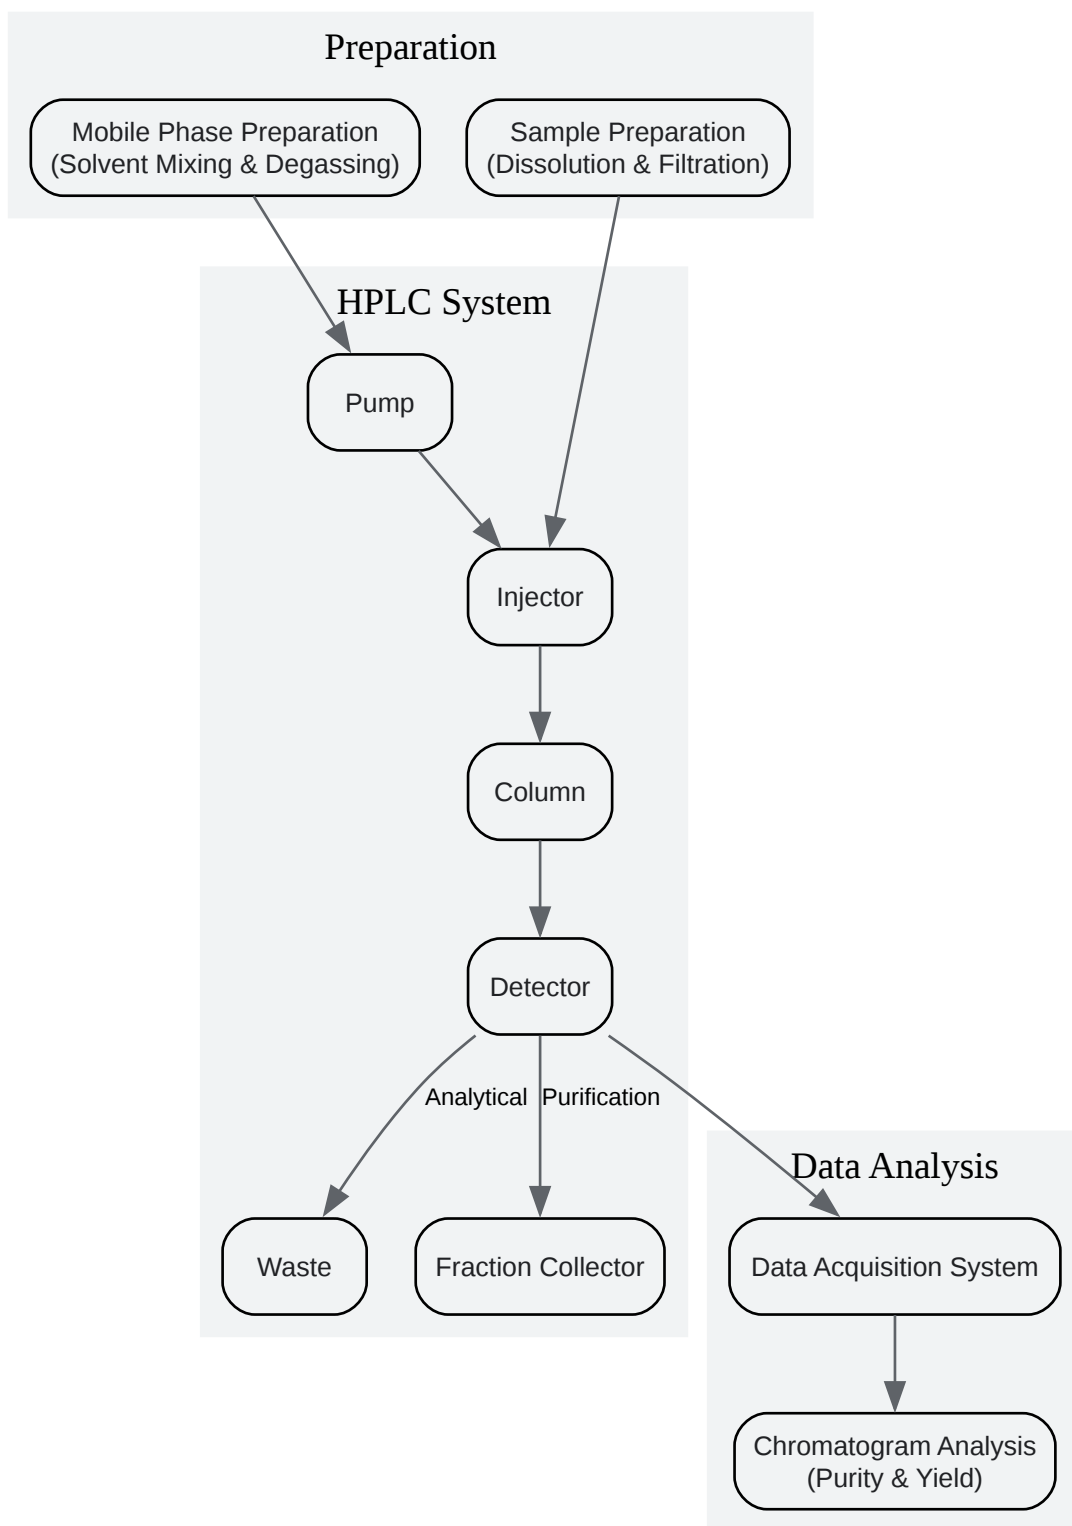 Preparation
Mobile Phase Preparation
(Solvent Mixing & Degassing)
Sample Preparation
(Dissolution & Filtration)
HPLC System
Pump
Injector
Column
Detector
Analytical
Purification
Waste
Fraction Collector
Data Analysis
Data Acquisition System
Chromatogram Analysis
(Purity & Yield)